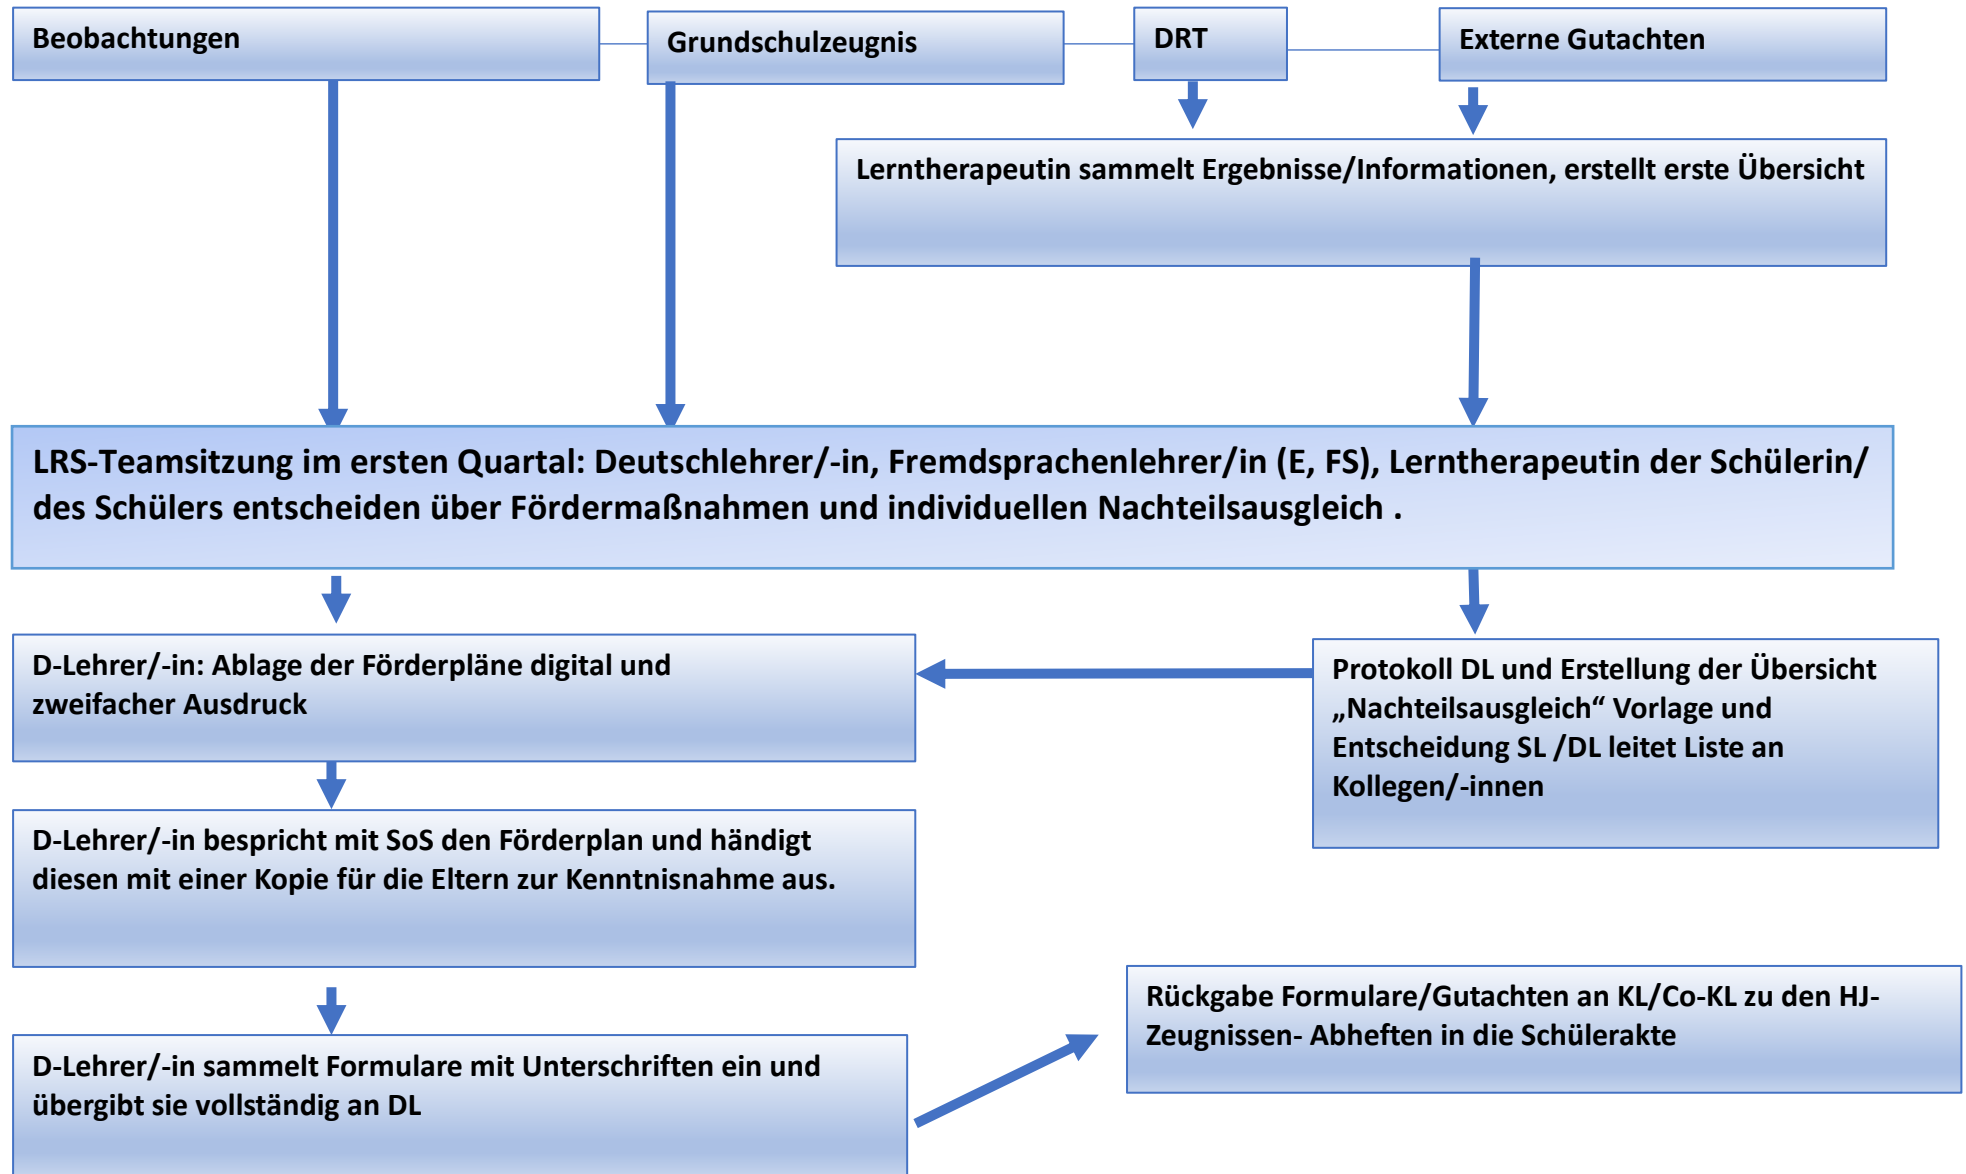 Beobachtungen
Grundschulzeugnis
DRT
Externe Gutachten
Lerntherapeutin sammelt Ergebnisse/Informationen, erstellt erste Übersicht
LRS-Teamsitzung im ersten Quartal: Deutschlehrer/-in, Fremdsprachenlehrer/in (E, FS), Lerntherapeutin der Schülerin/
des Schülers entscheiden über Fördermaßnahmen und individuellen Nachteilsausgleich .
D-Lehrer/-in: Ablage der Förderpläne digital und
zweifacher Ausdruck
Protokoll DL und Erstellung der Übersicht
„Nachteilsausgleich“ Vorlage und
Entscheidung SL /DL leitet Liste an
Kollegen/-innen
D-Lehrer/-in bespricht mit SoS den Förderplan und händigt
diesen mit einer Kopie für die Eltern zur Kenntnisnahme aus.
Rückgabe Formulare/Gutachten an KL/Co-KL zu den HJ-
Zeugnissen- Abheften in die Schülerakte
D-Lehrer/-in sammelt Formulare mit Unterschriften ein und
übergibt sie vollständig an DL